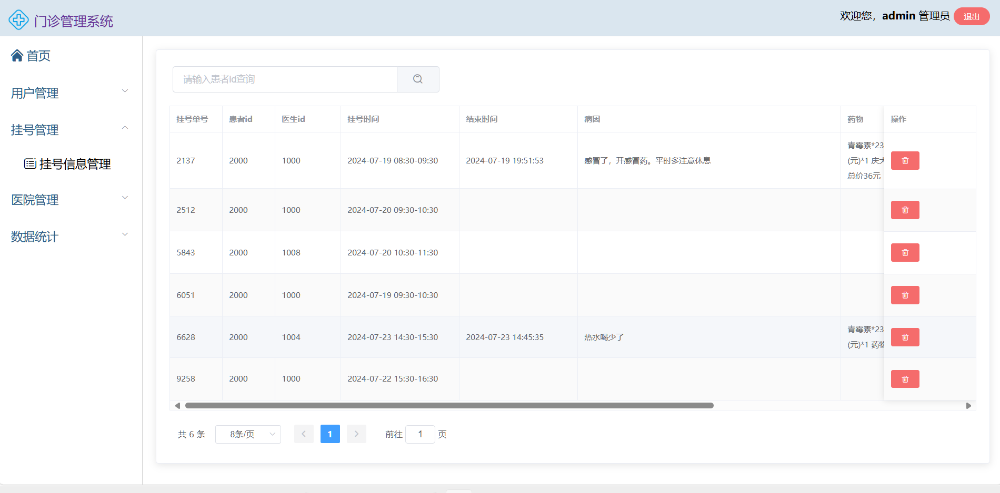 门诊管理系统
欢迎您，admin 管理员 退出
首页
用户管理
挂号管理
挂号信息管理
医院管理
数据统计
请输入患者id查询
挂号单号 患者id 医生id 挂号时间 结束时间 病因 药物 操作
2137 2000 1000 2024-07-19 08:30-09:30 2024-07-19 19:51:53 感冒了，开感冒药。平时多注意休息 青霉素*23
(元)*1 庆大
总价36元
2512 2000 1000 2024-07-20 09:30-10:30
5843 2000 1008 2024-07-20 10:30-11:30
6051 2000 1000 2024-07-19 09:30-10:30
6628 2000 1004 2024-07-23 14:30-15:30 2024-07-23 14:45:35 热水喝少了 青霉素*23
(元)*1 药物
9258 2000 1000 2024-07-22 15:30-16:30
共 6 条 8条/页 1 前往 1 页